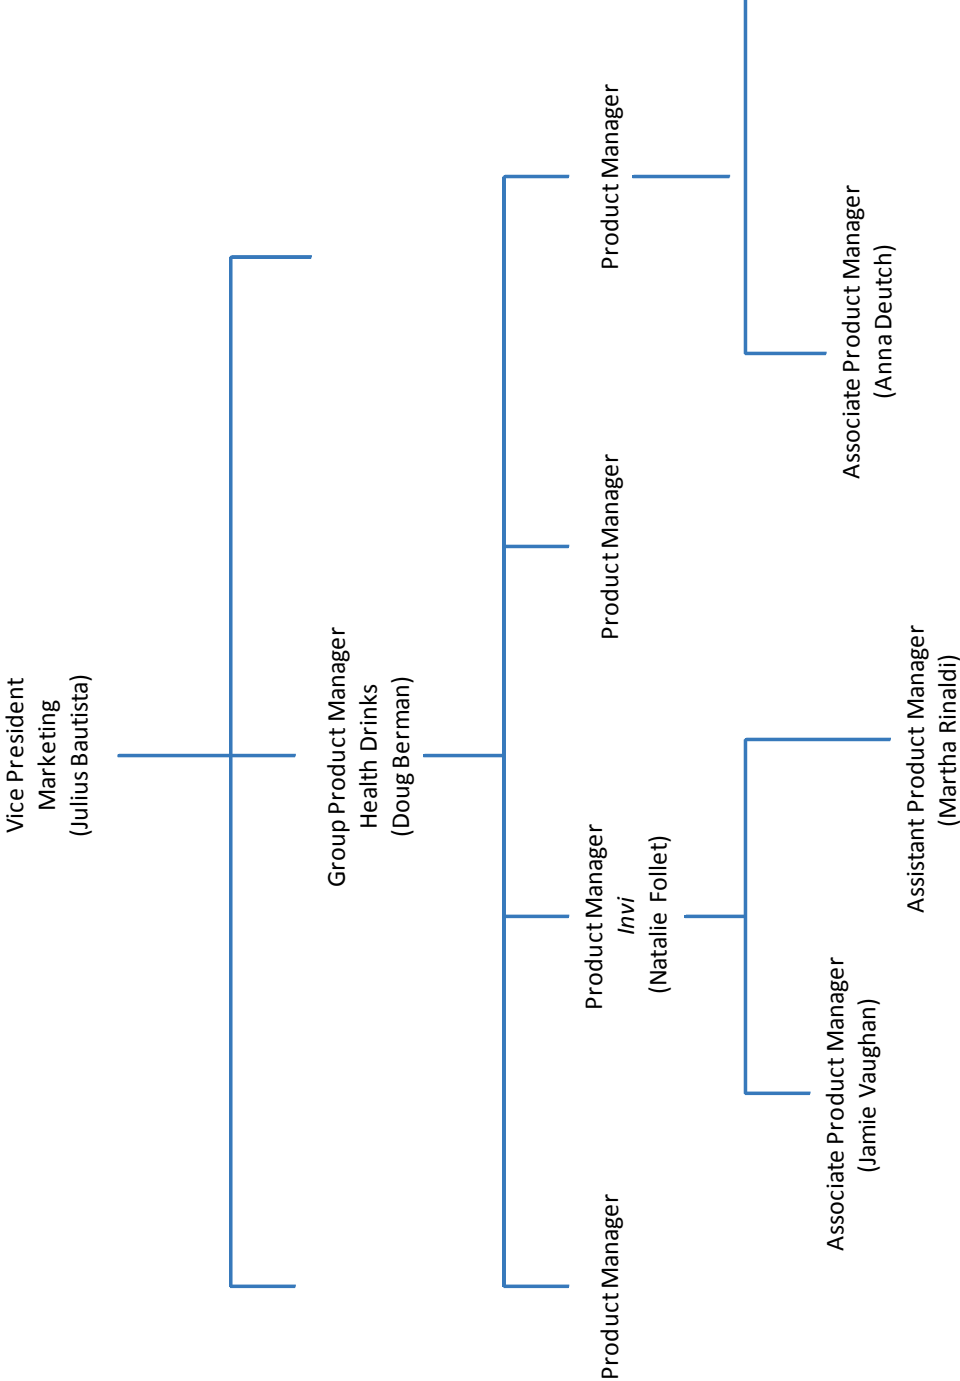 Vice President
Marketing
(Julius Bautista)
Group Product Manager
Health Drinks
(Doug Berman)
Product Manager
Product Manager
Invi
(Natalie Follet)
Product Manager
Product Manager
Associate Product Manager
(Jamie Vaughan)
Assistant Product Manager
(Martha Rinaldi)
Associate Product Manager
(Anna Deutch)